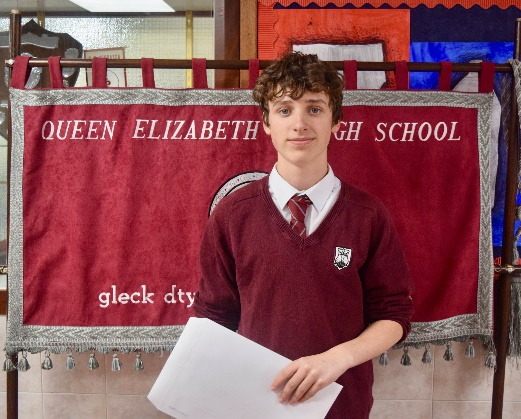 QUEEN ELIZABETH GH SCHOOL
gleck dty